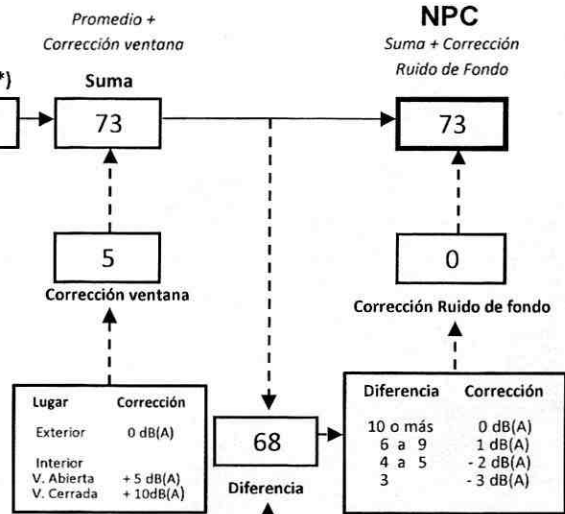 Promedio +
Corrección ventana
NPC
Suma + Corrección
Ruido de Fondo
*)
Suma
73
73
5
0
Corrección ventana
Corrección Ruido de fondo
Lugar Corrección
Exterior 0 dB(A)
Interior
V. Abierta + 5 dB(A)
V. Cerrada + 10dB(A)
68
Diferencia
Diferencia Corrección
10 o más 0 dB(A)
6 a 9 1 dB(A)
4 a 5 - 2 dB(A)
3 - 3 dB(A)